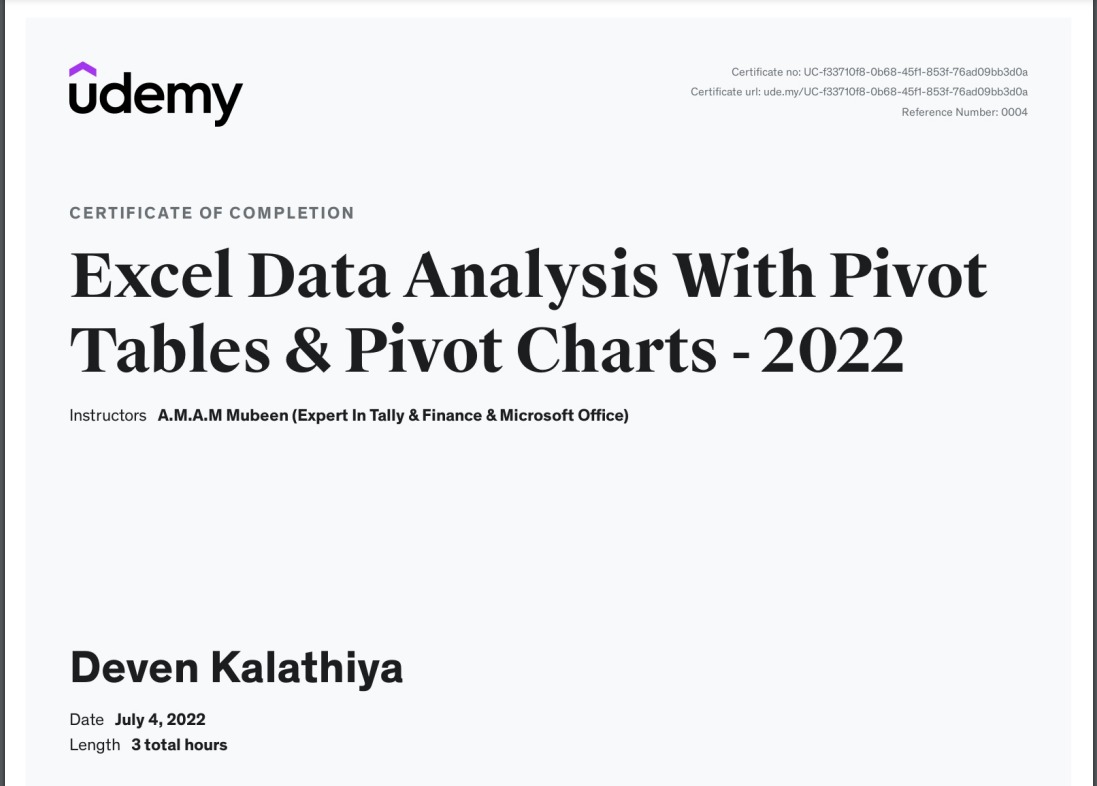 udemy
Certificate no: UC-f33710f8-0b68-45f1-853f-76ad09bb3d0a
Certificate url: ude.my/UC-f33710f8-0b68-45f1-853f-76ad09bb3d0a
Reference Number: 0004
CERTIFICATE OF COMPLETION
Excel Data Analysis With Pivot
Tables & Pivot Charts - 2022
Instructors A.M.A.M Mubeen (Expert In Tally & Finance & Microsoft Office)
Deven Kalathiya
Date July 4, 2022
Length 3 total hours